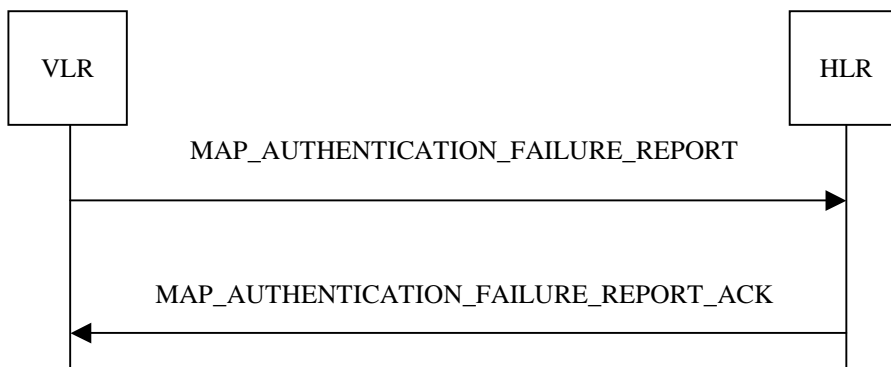 VLR
HLR
MAP_AUTHENTICATION_FAILURE_REPORT
MAP_AUTHENTICATION_FAILURE_REPORT_ACK